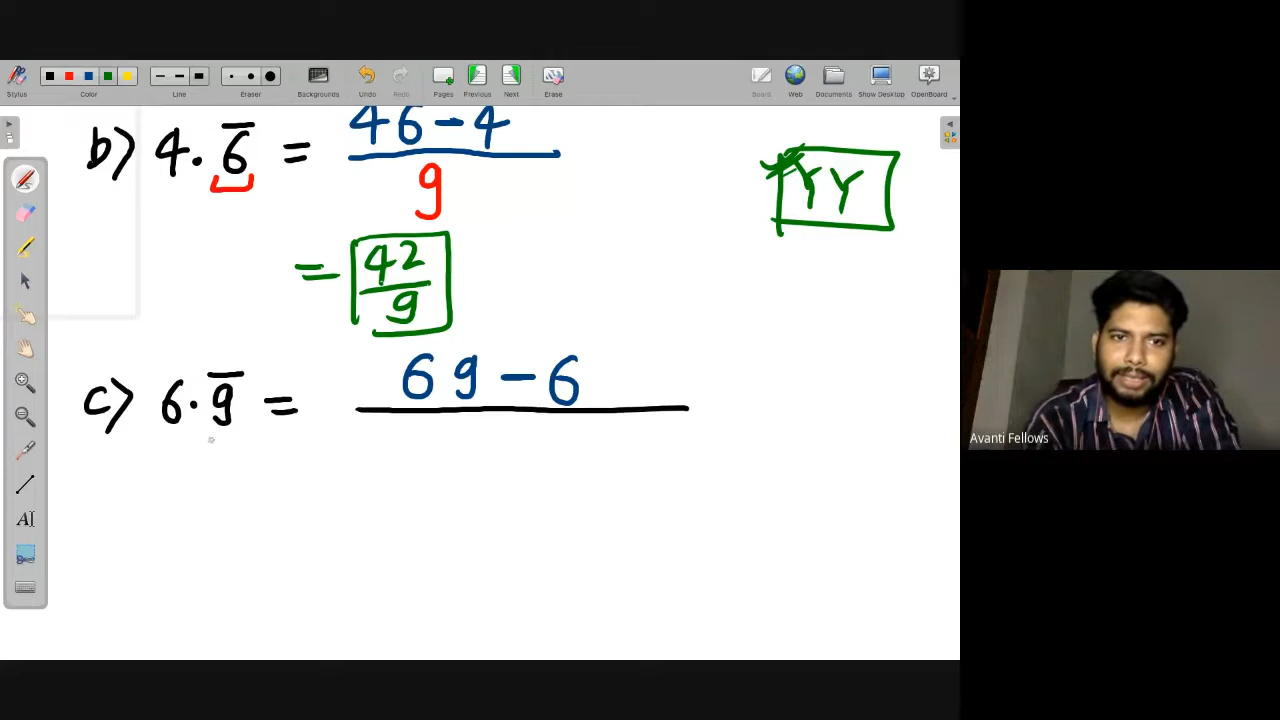 Stylus Color Line Eraser Backgrounds Undo Redo Pages Previous Next Erase Board Web Documents Show Desktop OpenBoard
46-4
b) 4.6̅ = 9
YY
= 42/9
69-6
c) 6.9̅ =
Avanti Fellows